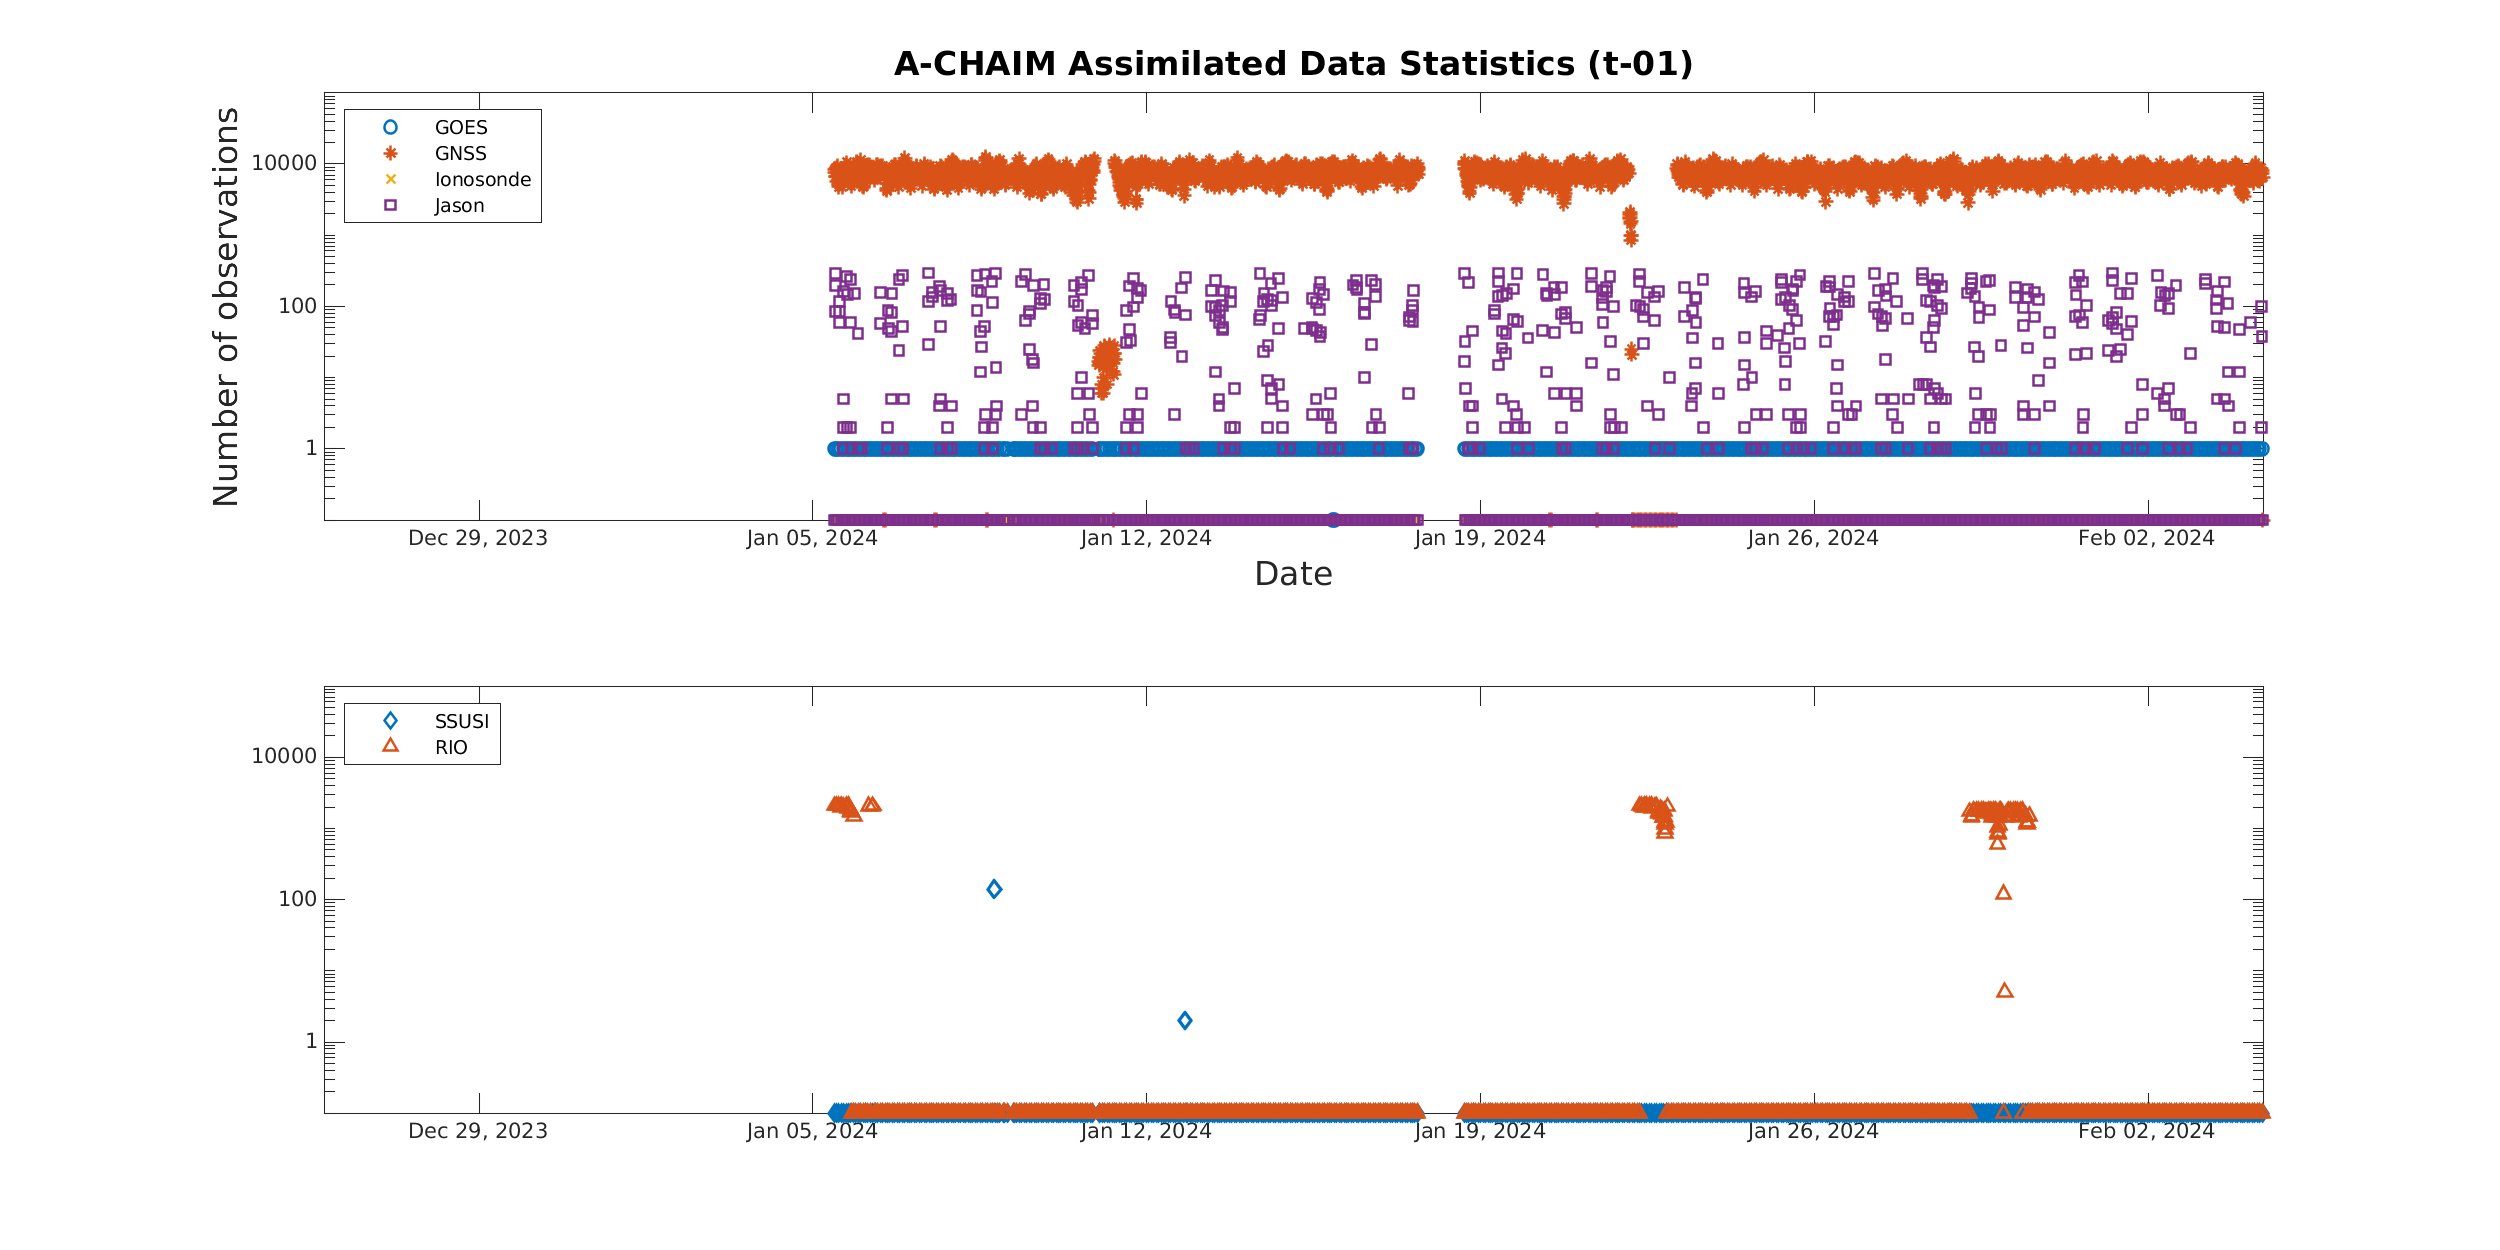 A-CHAIM Assimilated Data Statistics (t-01)
Number of observations
10000
100
1
GOES
GNSS
Ionosonde
Jason
Dec 29, 2023
Jan 05, 2024
Jan 12, 2024
Jan 19, 2024
Jan 26, 2024
Feb 02, 2024
Date
10000
100
1
SSUSI
RIO
Dec 29, 2023
Jan 05, 2024
Jan 12, 2024
Jan 19, 2024
Jan 26, 2024
Feb 02, 2024